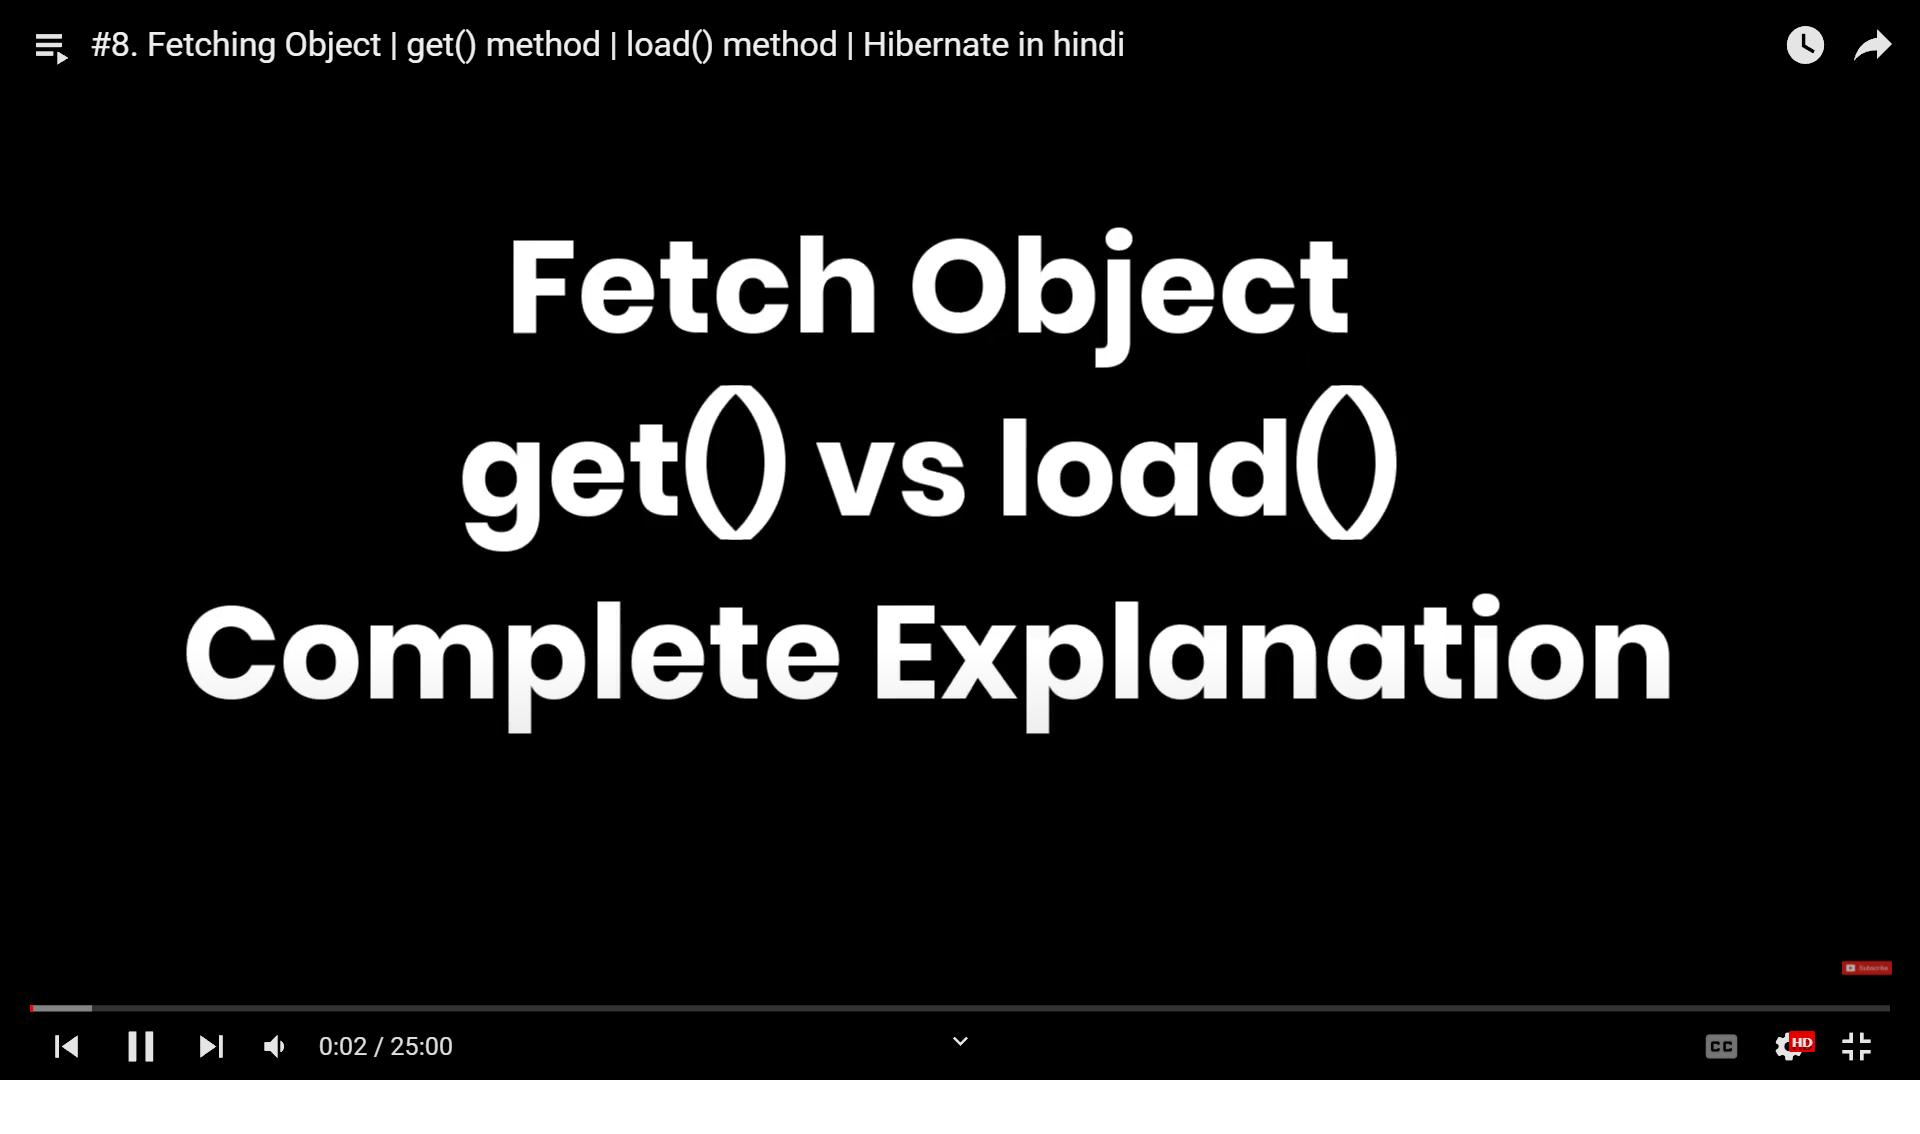 #8. Fetching Object | get() method | load() method | Hibernate in hindi
Fetch Object
get() vs load()
Complete Explanation
Subscribe
0:02 / 25:00
CC
HD